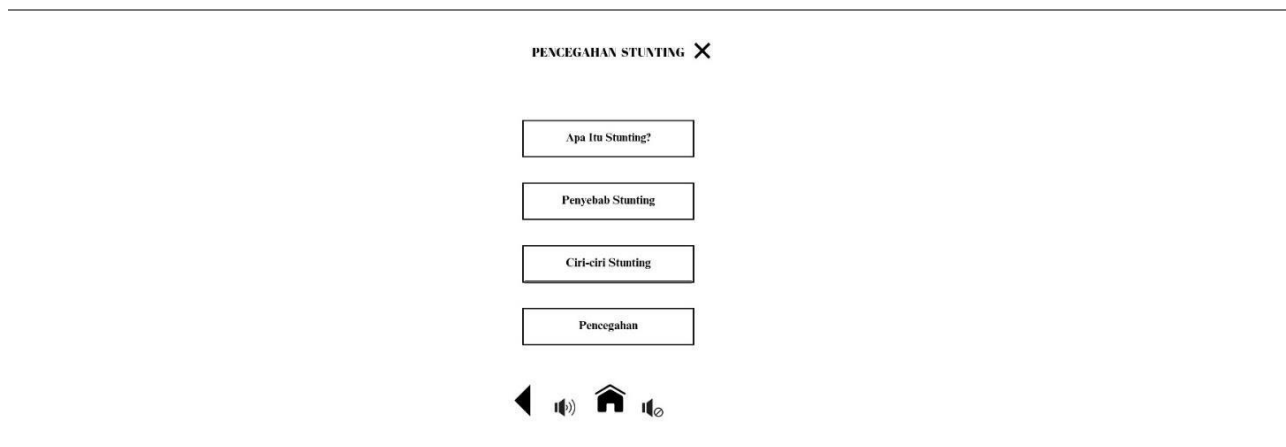 PENCEGAHAN STUNTING
Apa Itu Stunting?
Penyebab Stunting
Ciri-ciri Stunting
Pencegahan